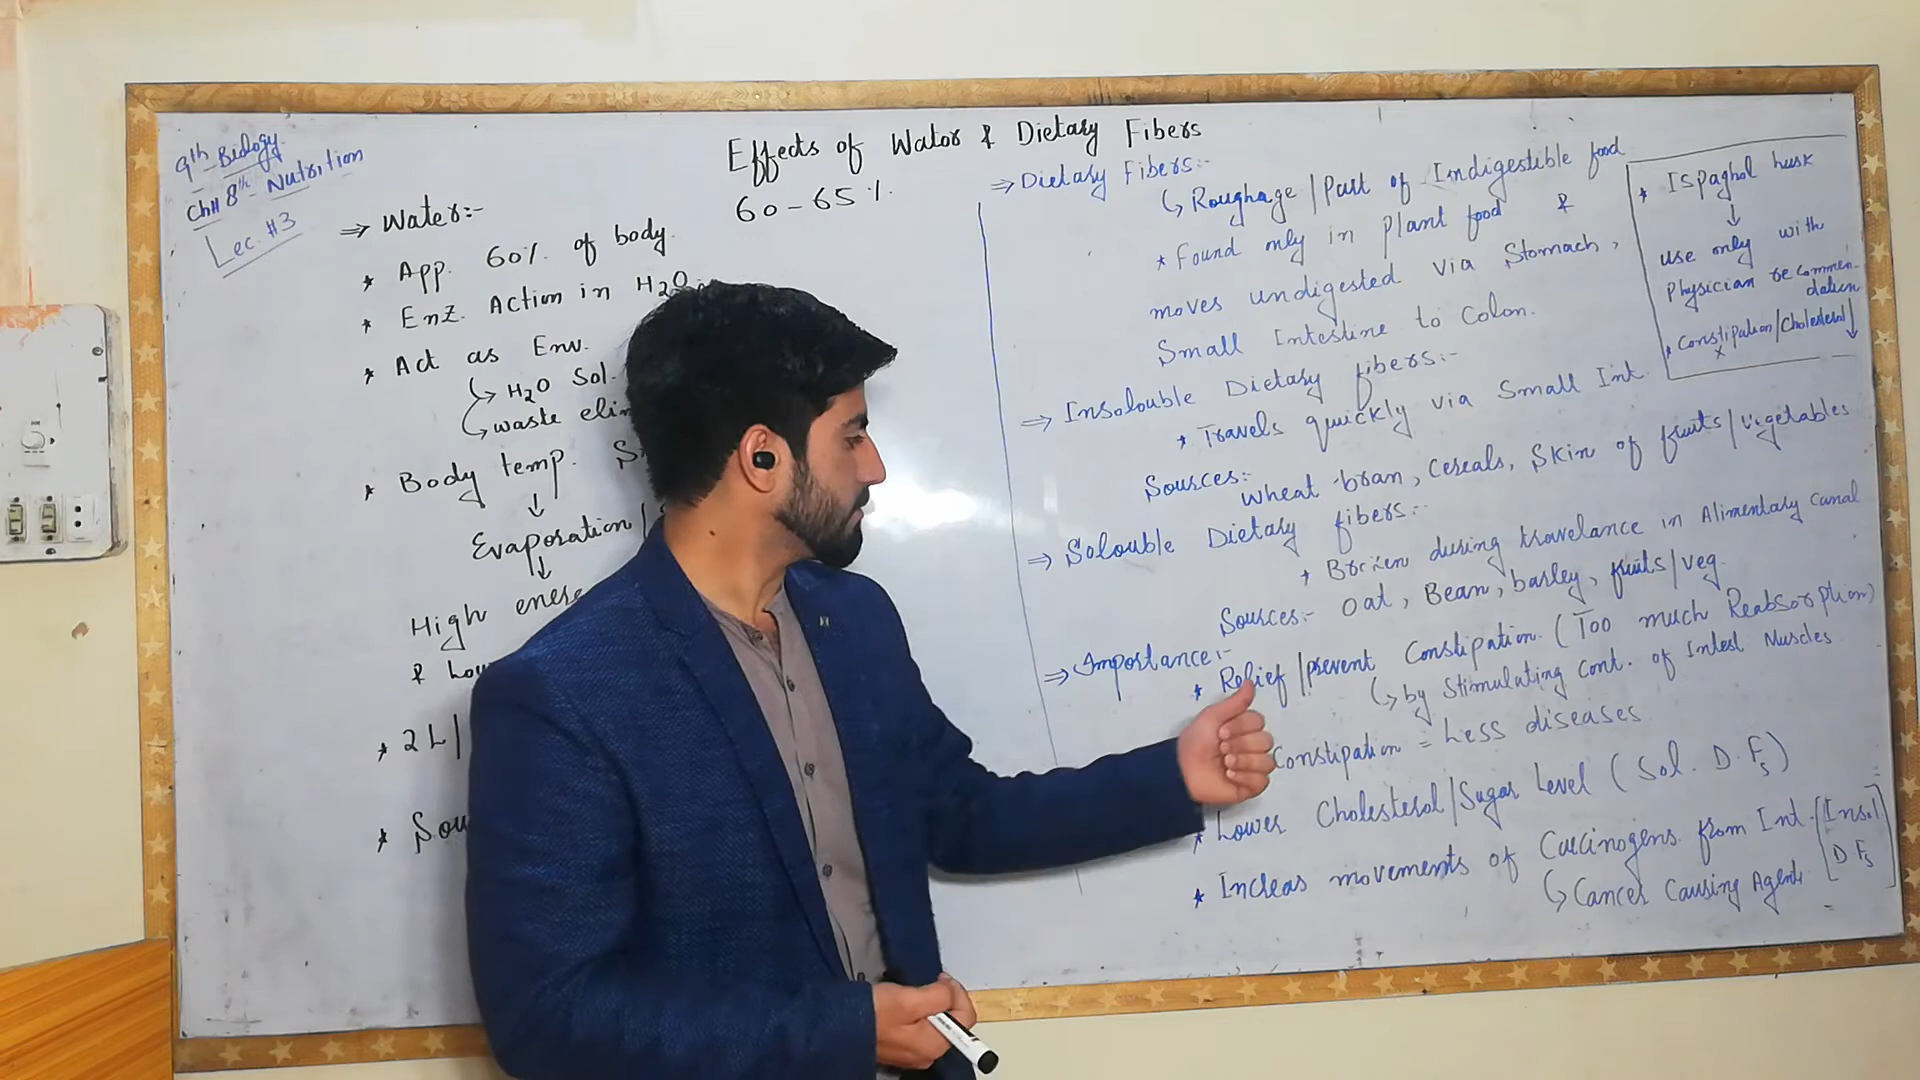 9th Biology
Ch# 8th Nutrition
Lec. #3
Effects of Water & Dietary Fibers
60-65%.
⇒ Water:-
* App. 60% of body.
* Enz. Action in H2O
* Act as Env.
↳ H2O Sol.
↳ waste elim
* Body temp.
↓
Evaporation/
↓
High ene
& Low
* 2L/
* Sou
⇒ Dietary Fibers:-
↳ Roughage / Part of Indigestible food
* Found only in Plant food &
moves undigested via Stomach,
Small Intestine to Colon.
⇒ Insolouble Dietary fibers:-
* Travels quickly via Small Int.
Sources:-
Wheat bran, Cereals, Skin of fruits/vegetables
⇒ Solouble Dietary fibers:-
* during travelance in Alimentary Canal
Sources:- Oat, Bean, barley, fruits/veg.
⇒ Importance:-
* Relief/prevent Constipation. (Too much Reabsorption)
↳ by Stimulating Cont. of Intest Muscles
Constipation = Less diseases
* Lower Cholesterol/Sugar Level (Sol. D. Fs)
* Increas movements of Carcinogens from Int. [Insol
D Fs]
↳ Cancer Causing Agents
* Ispaghol husk
↓
use only with
Physician recommen-
dation
* Constipation/Cholesterol ↓
x